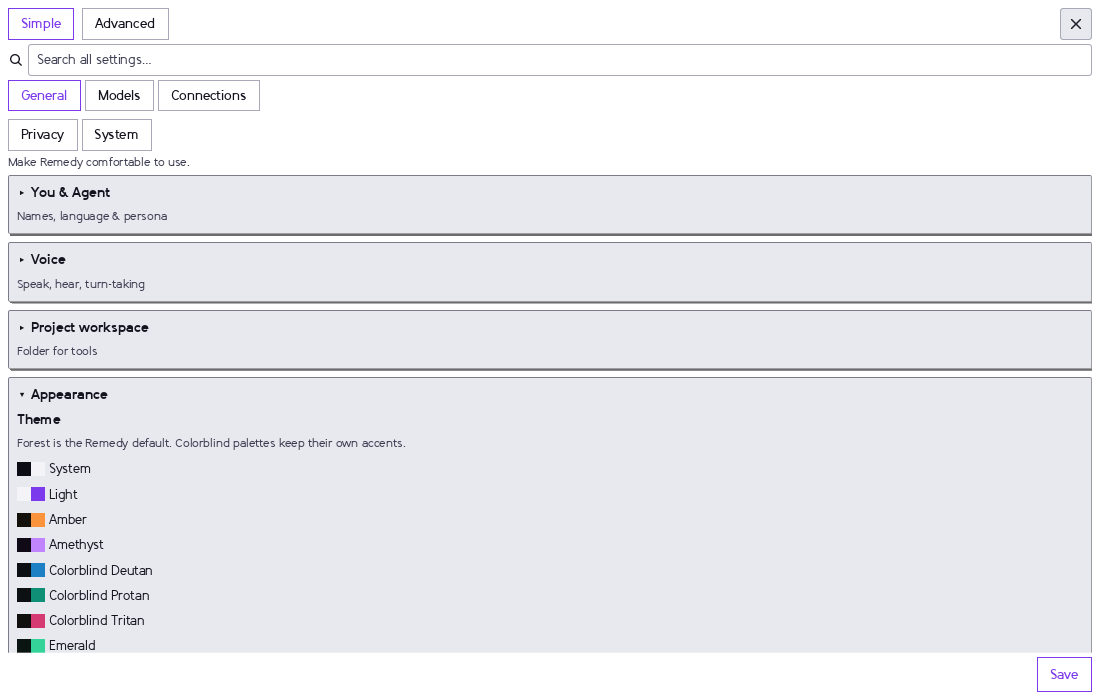 Simple Advanced
Search all settings...
General Models Connections
Privacy System
Make Remedy comfortable to use.
You & Agent
Names, language & persona
Voice
Speak, hear, turn-taking
Project workspace
Folder for tools
Appearance
Theme
Forest is the Remedy default. Colorblind palettes keep their own accents.
System
Light
Amber
Amethyst
Colorblind Deutan
Colorblind Protan
Colorblind Tritan
Emerald
Save